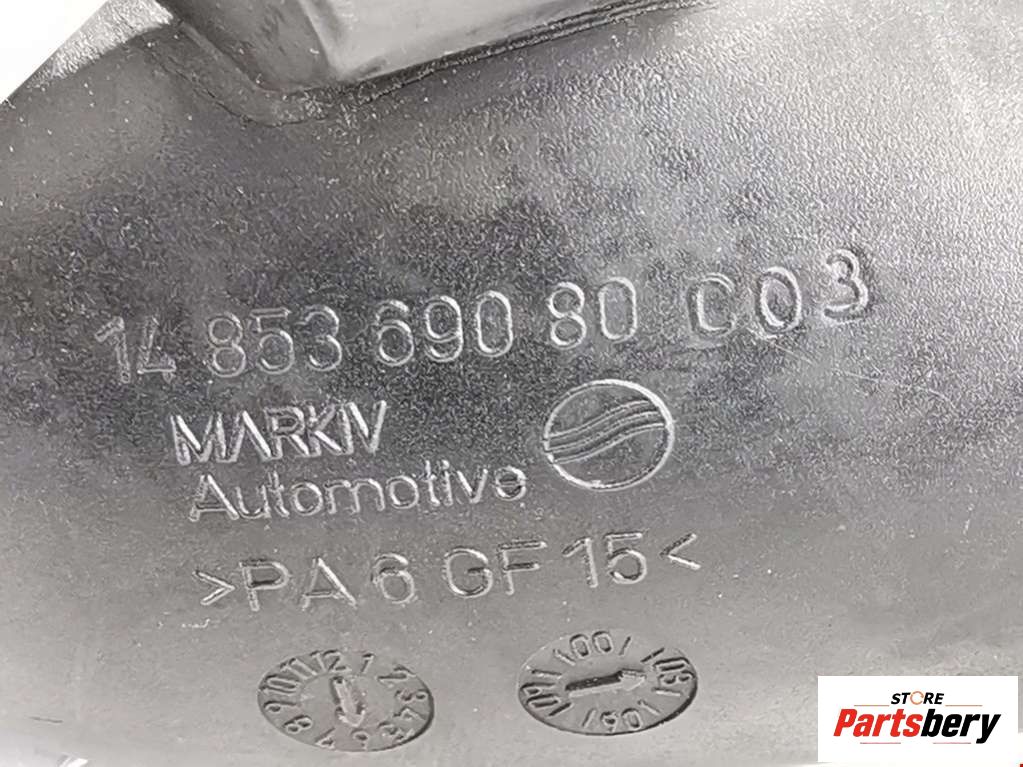 14 853 690 80 C03
MARKIV
Automotive
>PA 6 GF 15<
STORE
Partsbery